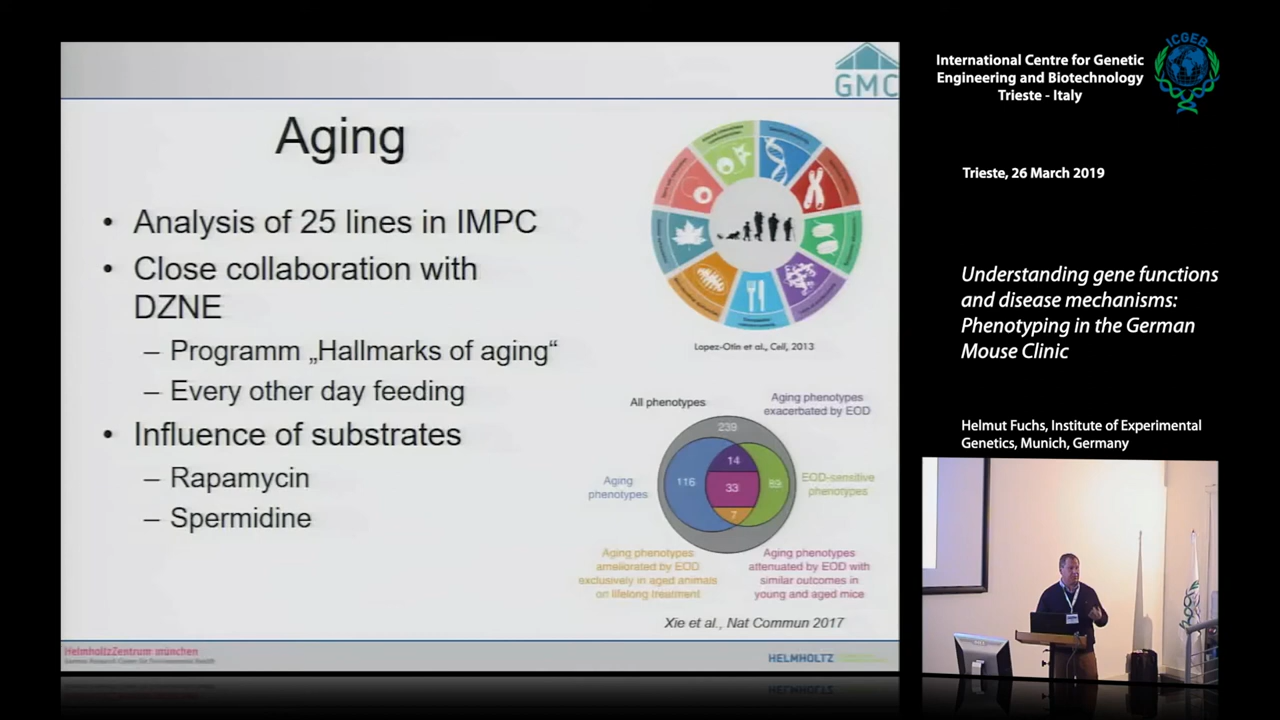 GMC
Aging
• Analysis of 25 lines in IMPC
• Close collaboration with
DZNE
– Programm „Hallmarks of aging“
– Every other day feeding
• Influence of substrates
– Rapamycin
– Spermidine
Lopez-Otin et al., Cell, 2013
All phenotypes
Aging phenotypes
exacerbated by EOD
239
14
116
33
89
7
Aging
phenotypes
EOD-sensitive
phenotypes
Aging phenotypes
ameliorated by EOD
exclusively in aged animals
on lifelong treatment
Aging phenotypes
attenuated by EOD with
similar outcomes in
young and aged mice
Xie et al., Nat Commun 2017
HelmholtzZentrum münchen
German Research Center for Environmental Health
HELMHOLTZ
International Centre for Genetic
Engineering and Biotechnology
Trieste - Italy
ICGEB
Trieste, 26 March 2019
Understanding gene functions
and disease mechanisms:
Phenotyping in the German
Mouse Clinic
Helmut Fuchs, Institute of Experimental
Genetics, Munich, Germany